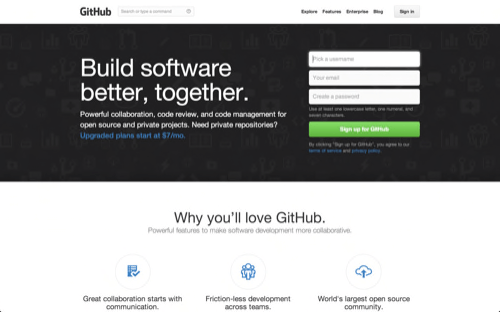 GitHub
Search or type a command
Explore Features Enterprise Blog Sign in
Build software
better, together.
Powerful collaboration, code review, and code management for
open source and private projects. Need private repositories?
Upgraded plans start at $7/mo.
Pick a username
Your email
Create a password
Use at least one lowercase letter, one numeral, and
seven characters.
Sign up for GitHub
By clicking "Sign up for GitHub", you agree to our
terms of service and privacy policy.
Why you'll love GitHub.
Powerful features to make software development more collaborative.
Great collaboration starts with
communication.
Friction-less development
across teams.
World's largest open source
community.